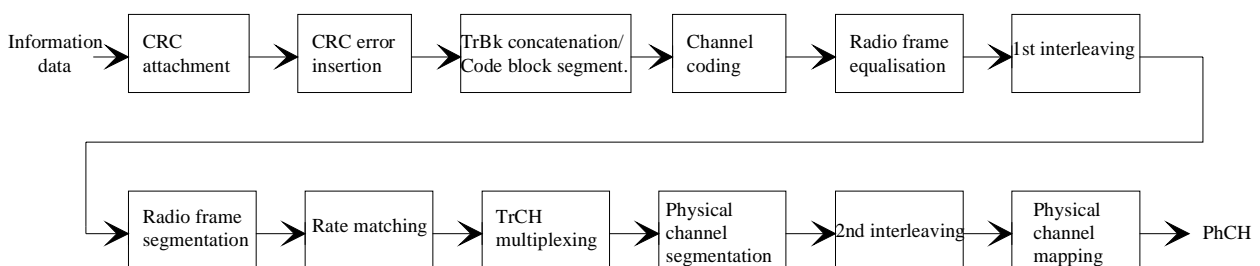 Information
data
CRC
attachment
CRC error
insertion
TrBk concatenation/
Code block segment.
Channel
coding
Radio frame
equalisation
1st interleaving
Radio frame
segmentation
Rate matching
TrCH
multiplexing
Physical
channel
segmentation
2nd interleaving
Physical
channel
mapping
PhCH